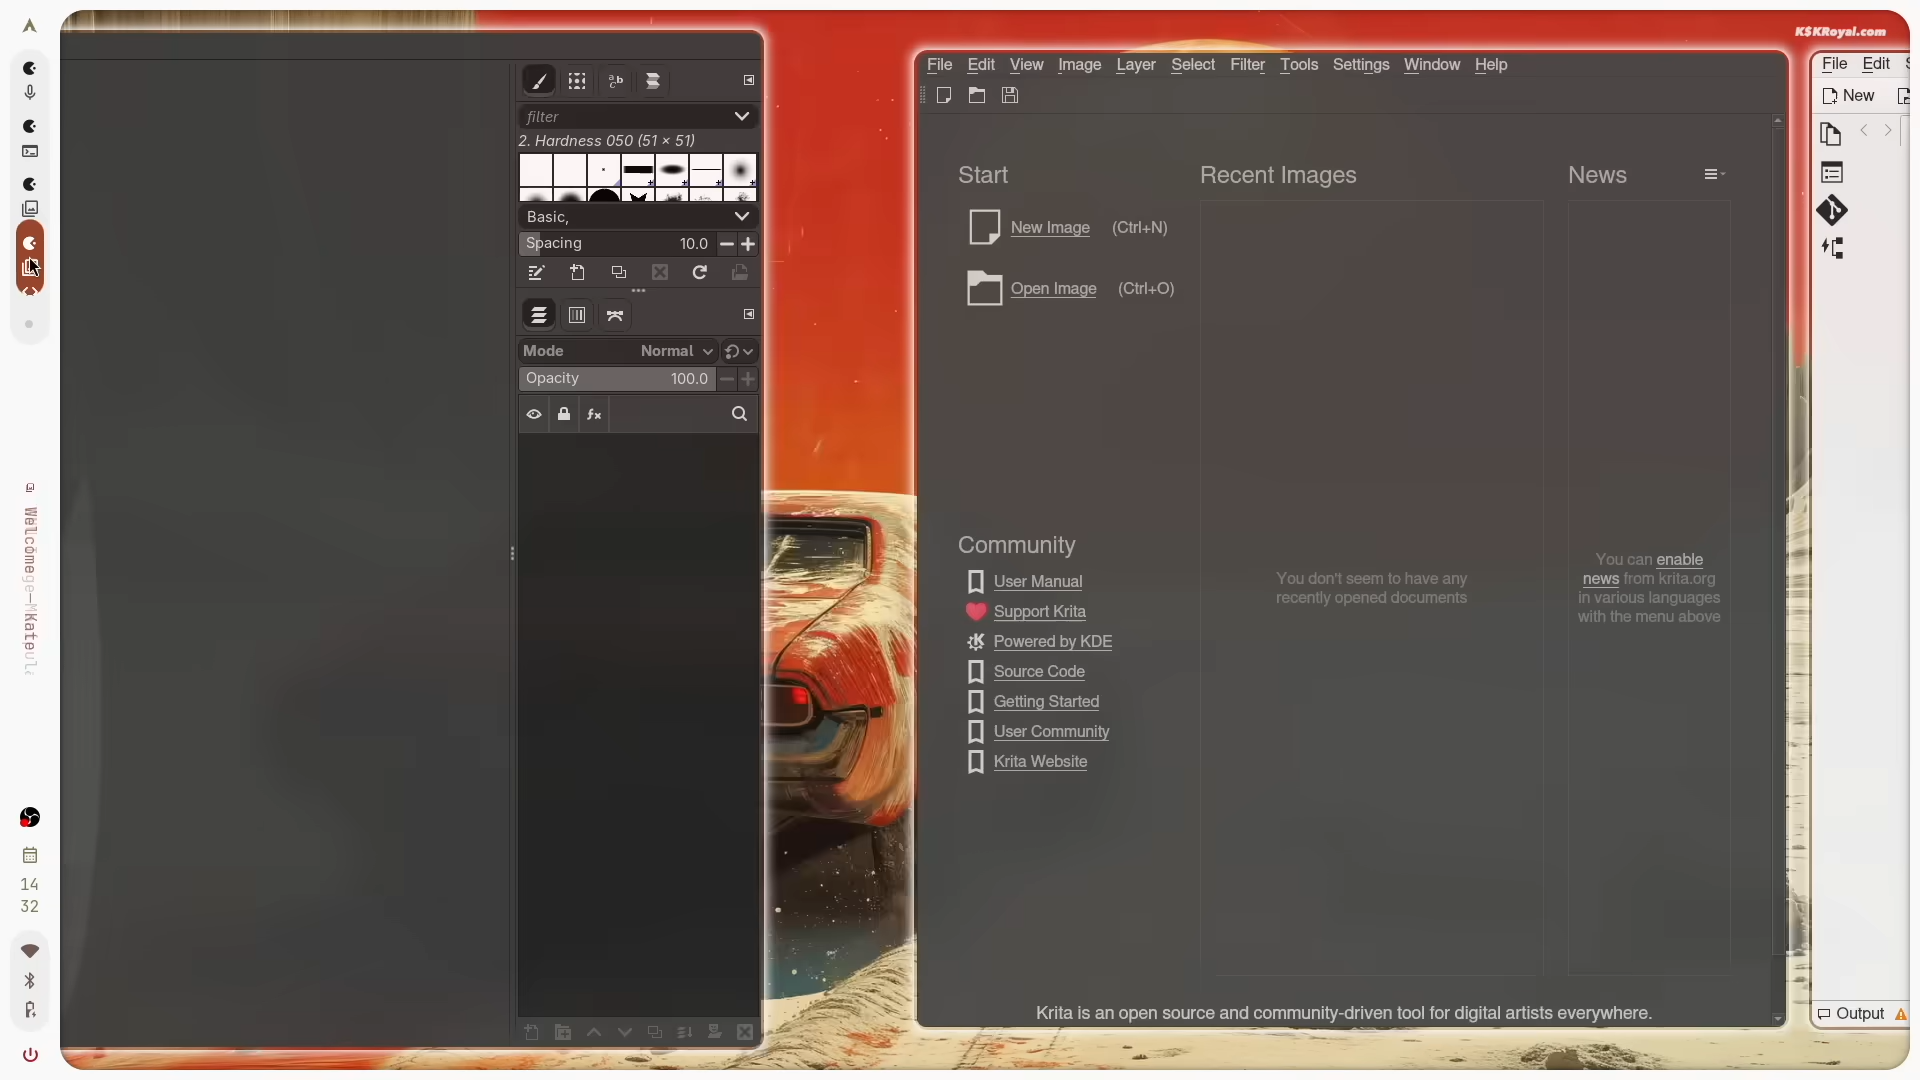 K$KRoyal.com
filter
2. Hardness 050 (51 × 51)
Basic,
Spacing 10.0
Mode Normal
Opacity 100.0
fx
File Edit View Image Layer Select Filter Tools Settings Window Help
Start
New Image (Ctrl+N)
Open Image (Ctrl+O)
Recent Images
You don't seem to have any
recently opened documents
News
You can enable
news from krita.org
in various languages
with the menu above
Community
User Manual
Support Krita
Powered by KDE
Source Code
Getting Started
User Community
Krita Website
Krita is an open source and community-driven tool for digital artists everywhere.
File Edit S
New
Output
14
32